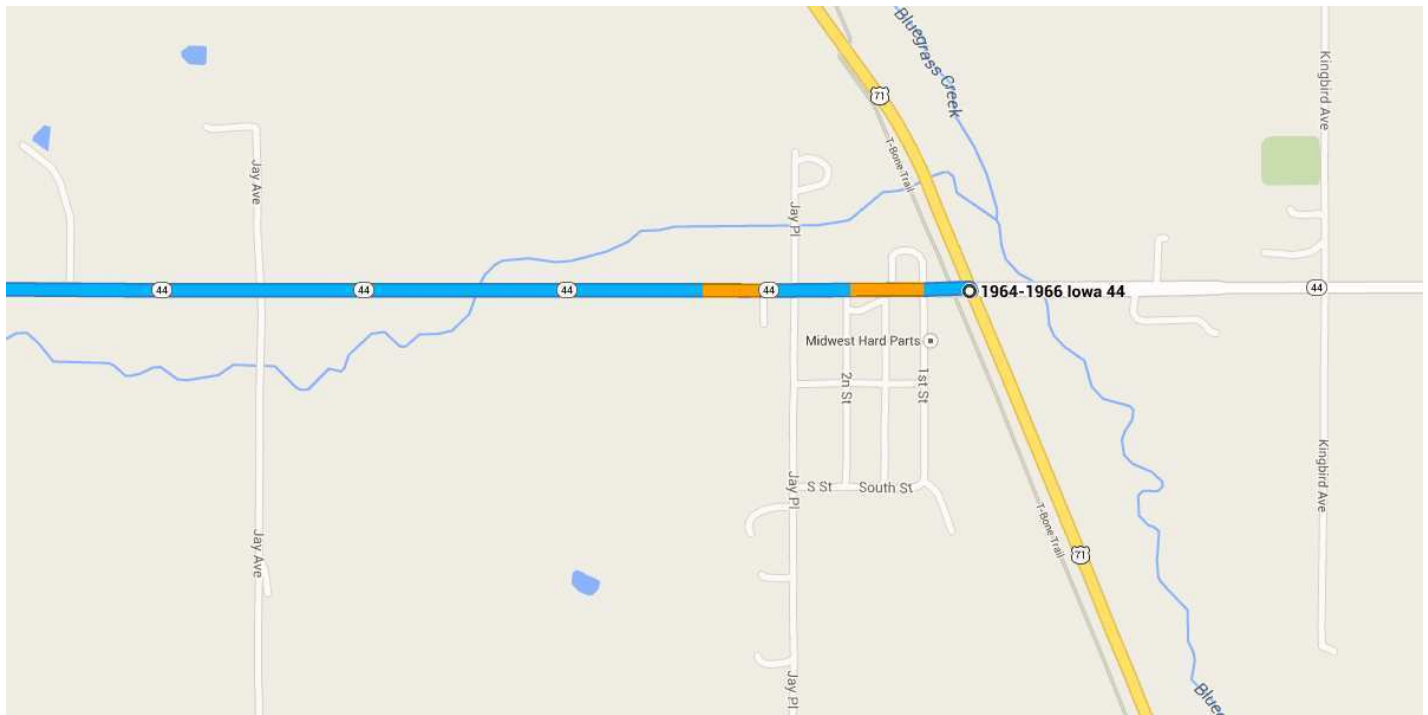 Bluegrass Creek
71
Kingbird Ave
T-Bone Trail
Jay Ave
Jay Pl
44
44
44
44
1964-1966 Iowa 44
44
Midwest Hard Parts
2n St
1st St
Kingbird Ave
Jay Pl
S St
South St
T-Bone Trail
Jay Ave
71
Jay Pl
Blueg